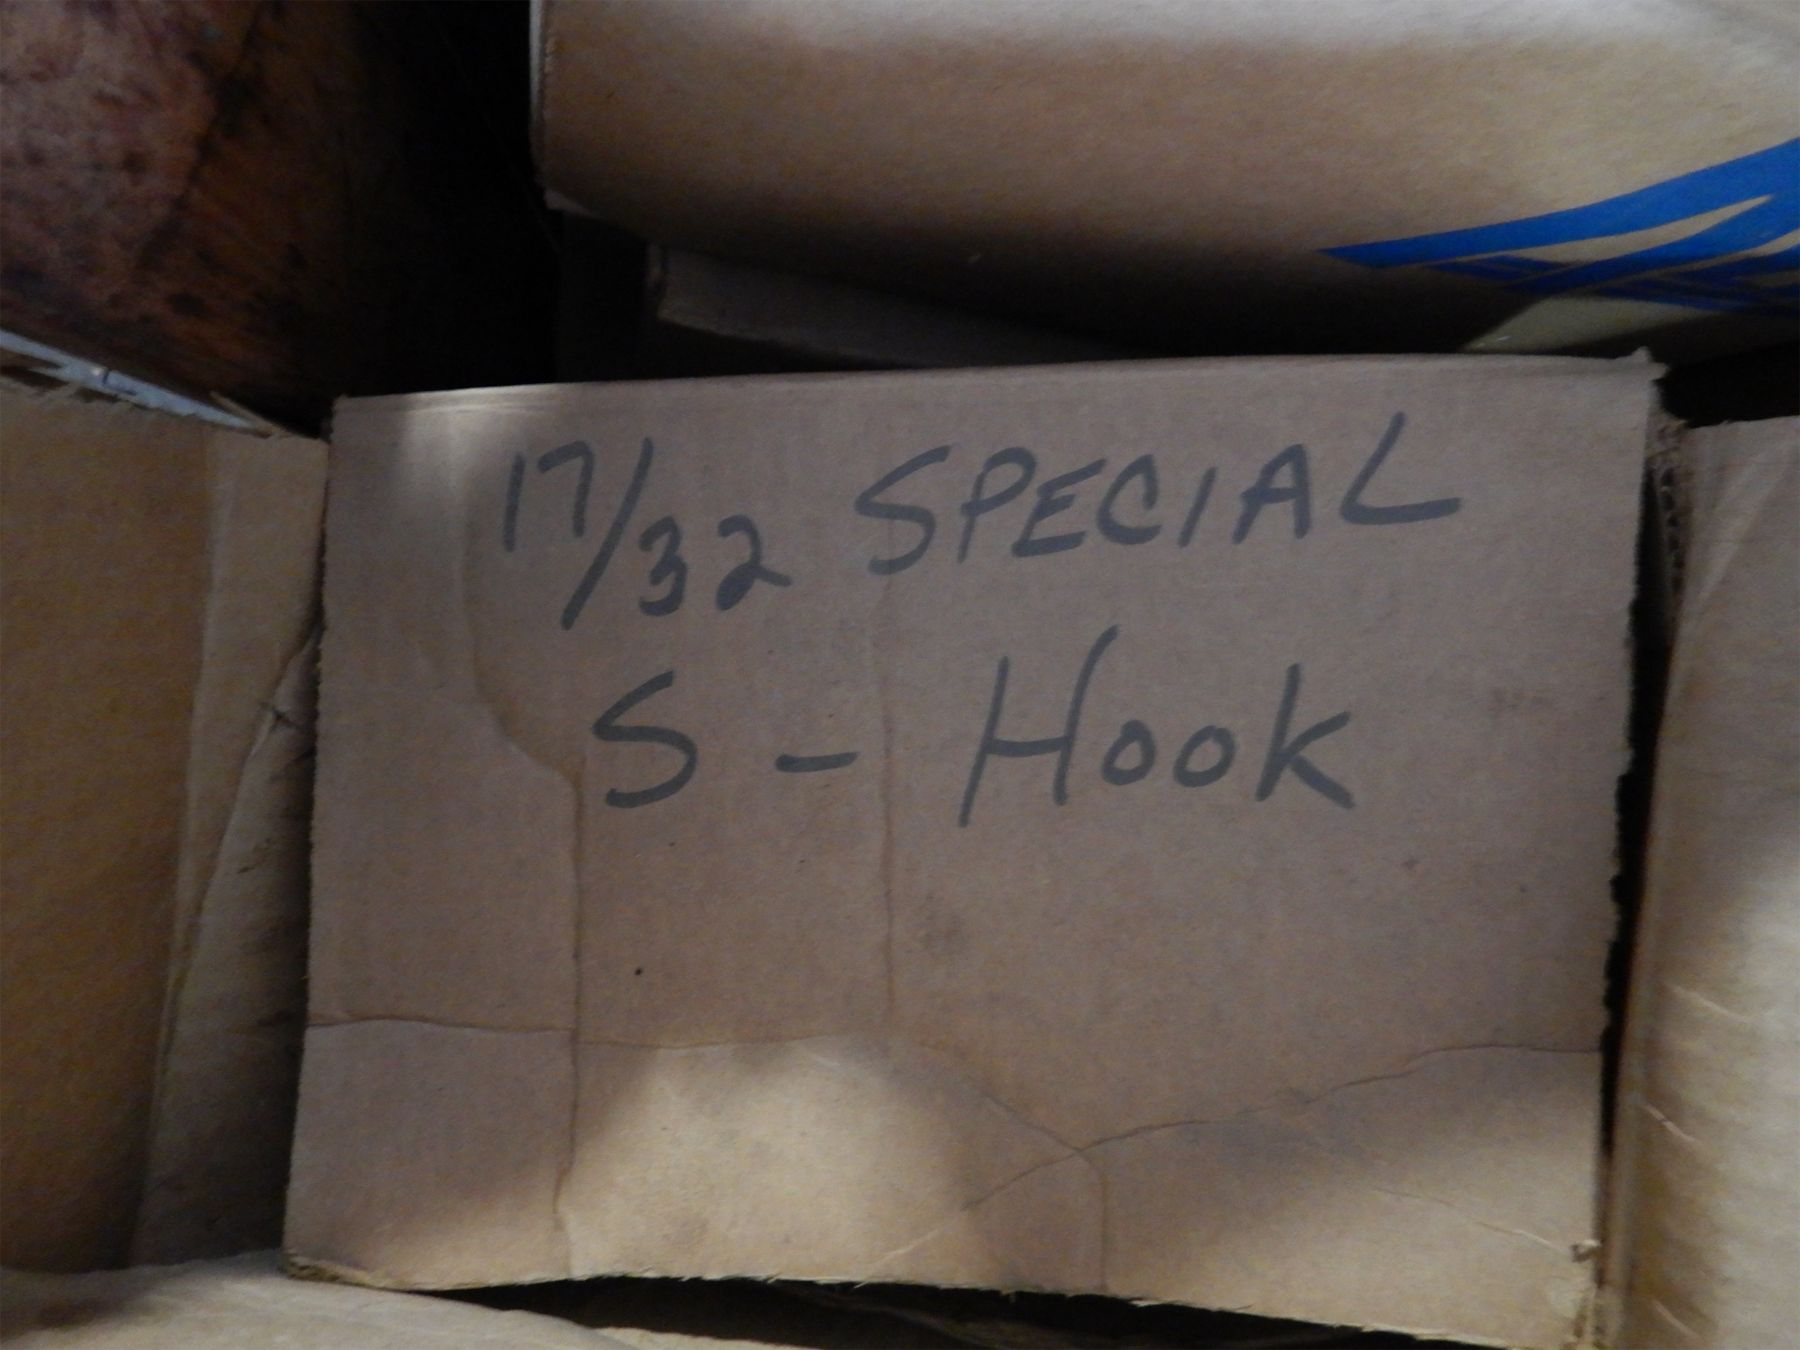 17/32 SPECIAL
S - Hook